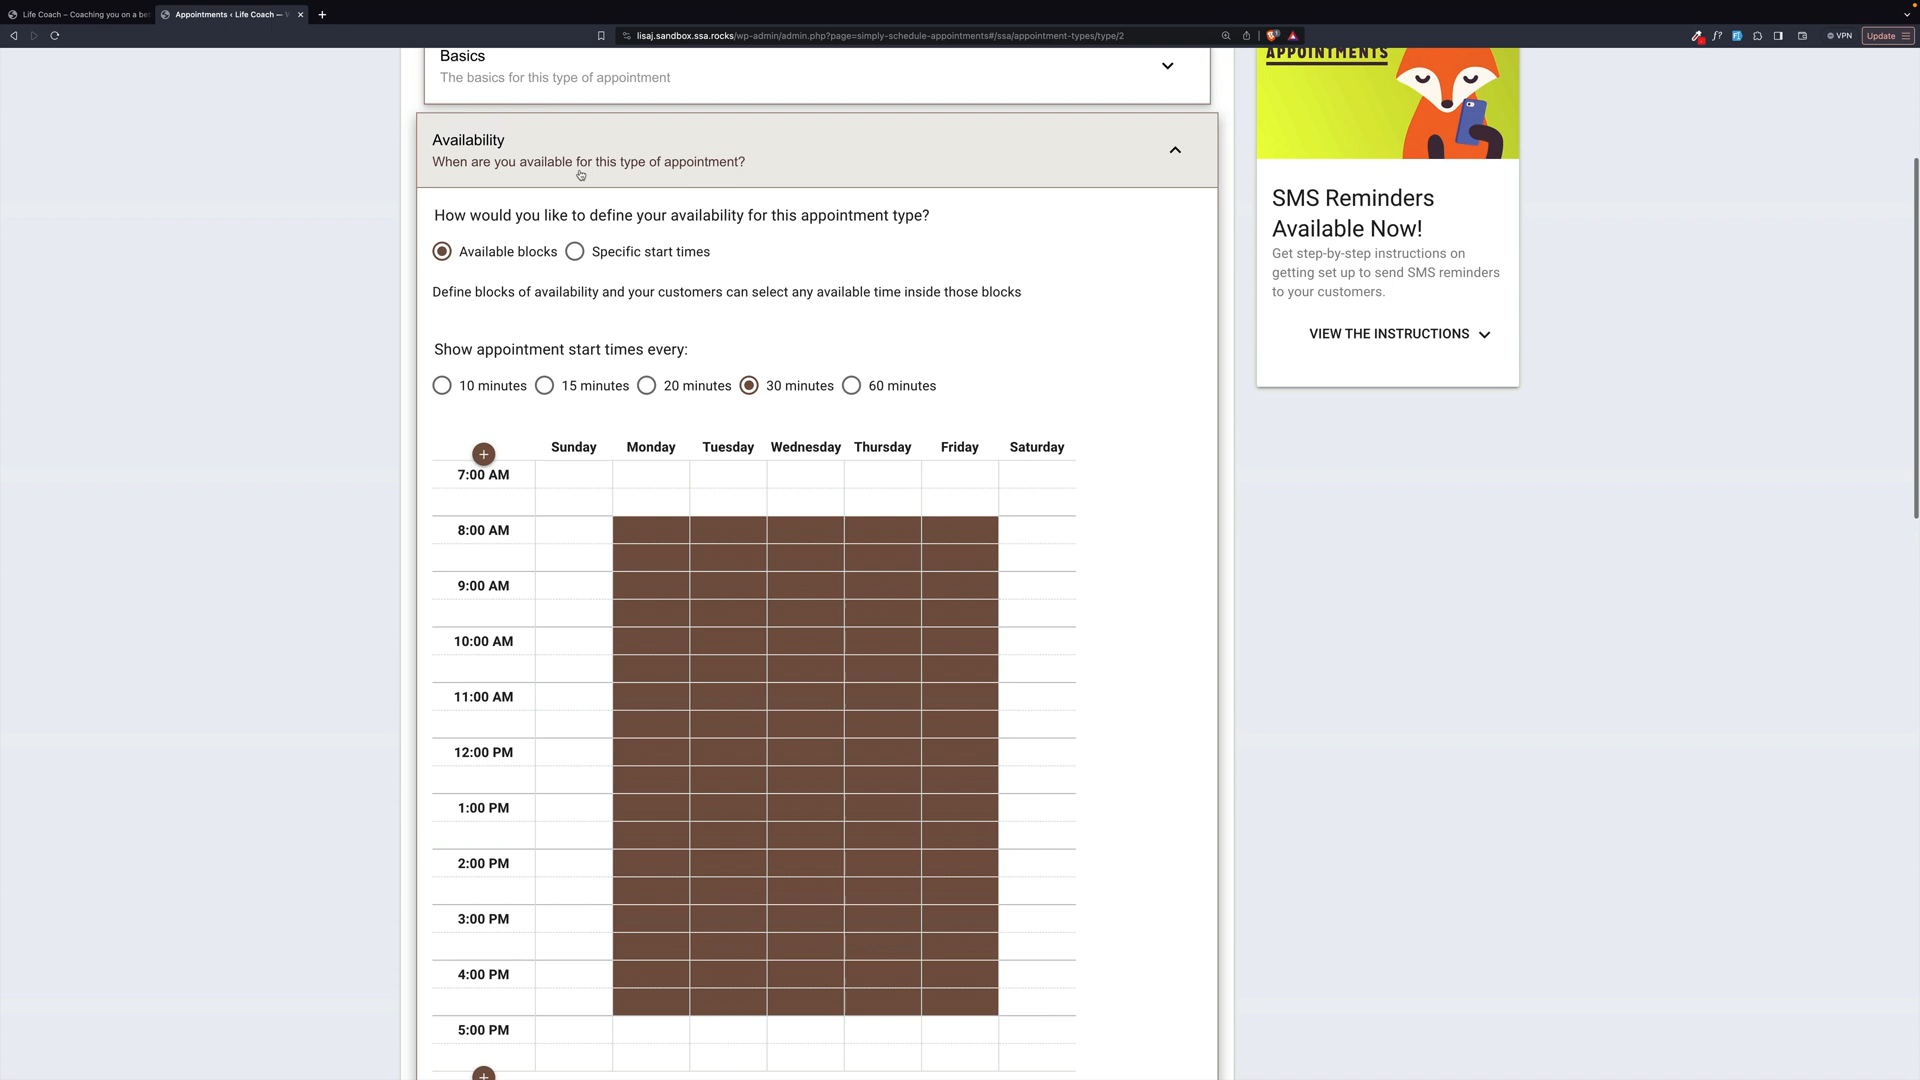 Life Coach – Coaching you on a be
Appointments ‹ Life Coach —
lisaj.sandbox.ssa.rocks/wp-admin/admin.php?page=simply-schedule-appointments#/ssa/appointment-types/type/2
VPN
Update
Basics
The basics for this type of appointment
APPOINTMENTS
Availability
When are you available for this type of appointment?
How would you like to define your availability for this appointment type?
Available blocks
Specific start times
Define blocks of availability and your customers can select any available time inside those blocks
Show appointment start times every:
10 minutes
15 minutes
20 minutes
30 minutes
60 minutes
Sunday
Monday
Tuesday
Wednesday
Thursday
Friday
Saturday
7:00 AM
8:00 AM
9:00 AM
10:00 AM
11:00 AM
12:00 PM
1:00 PM
2:00 PM
3:00 PM
4:00 PM
5:00 PM
SMS Reminders
Available Now!
Get step-by-step instructions on
getting set up to send SMS reminders
to your customers.
VIEW THE INSTRUCTIONS